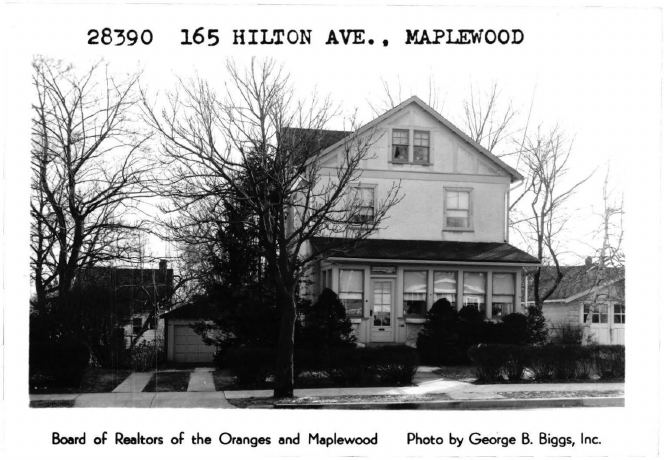 28390 165 HILTON AVE., MAPLEWOOD
Board of Realtors of the Oranges and Maplewood Photo by George B. Biggs, Inc.